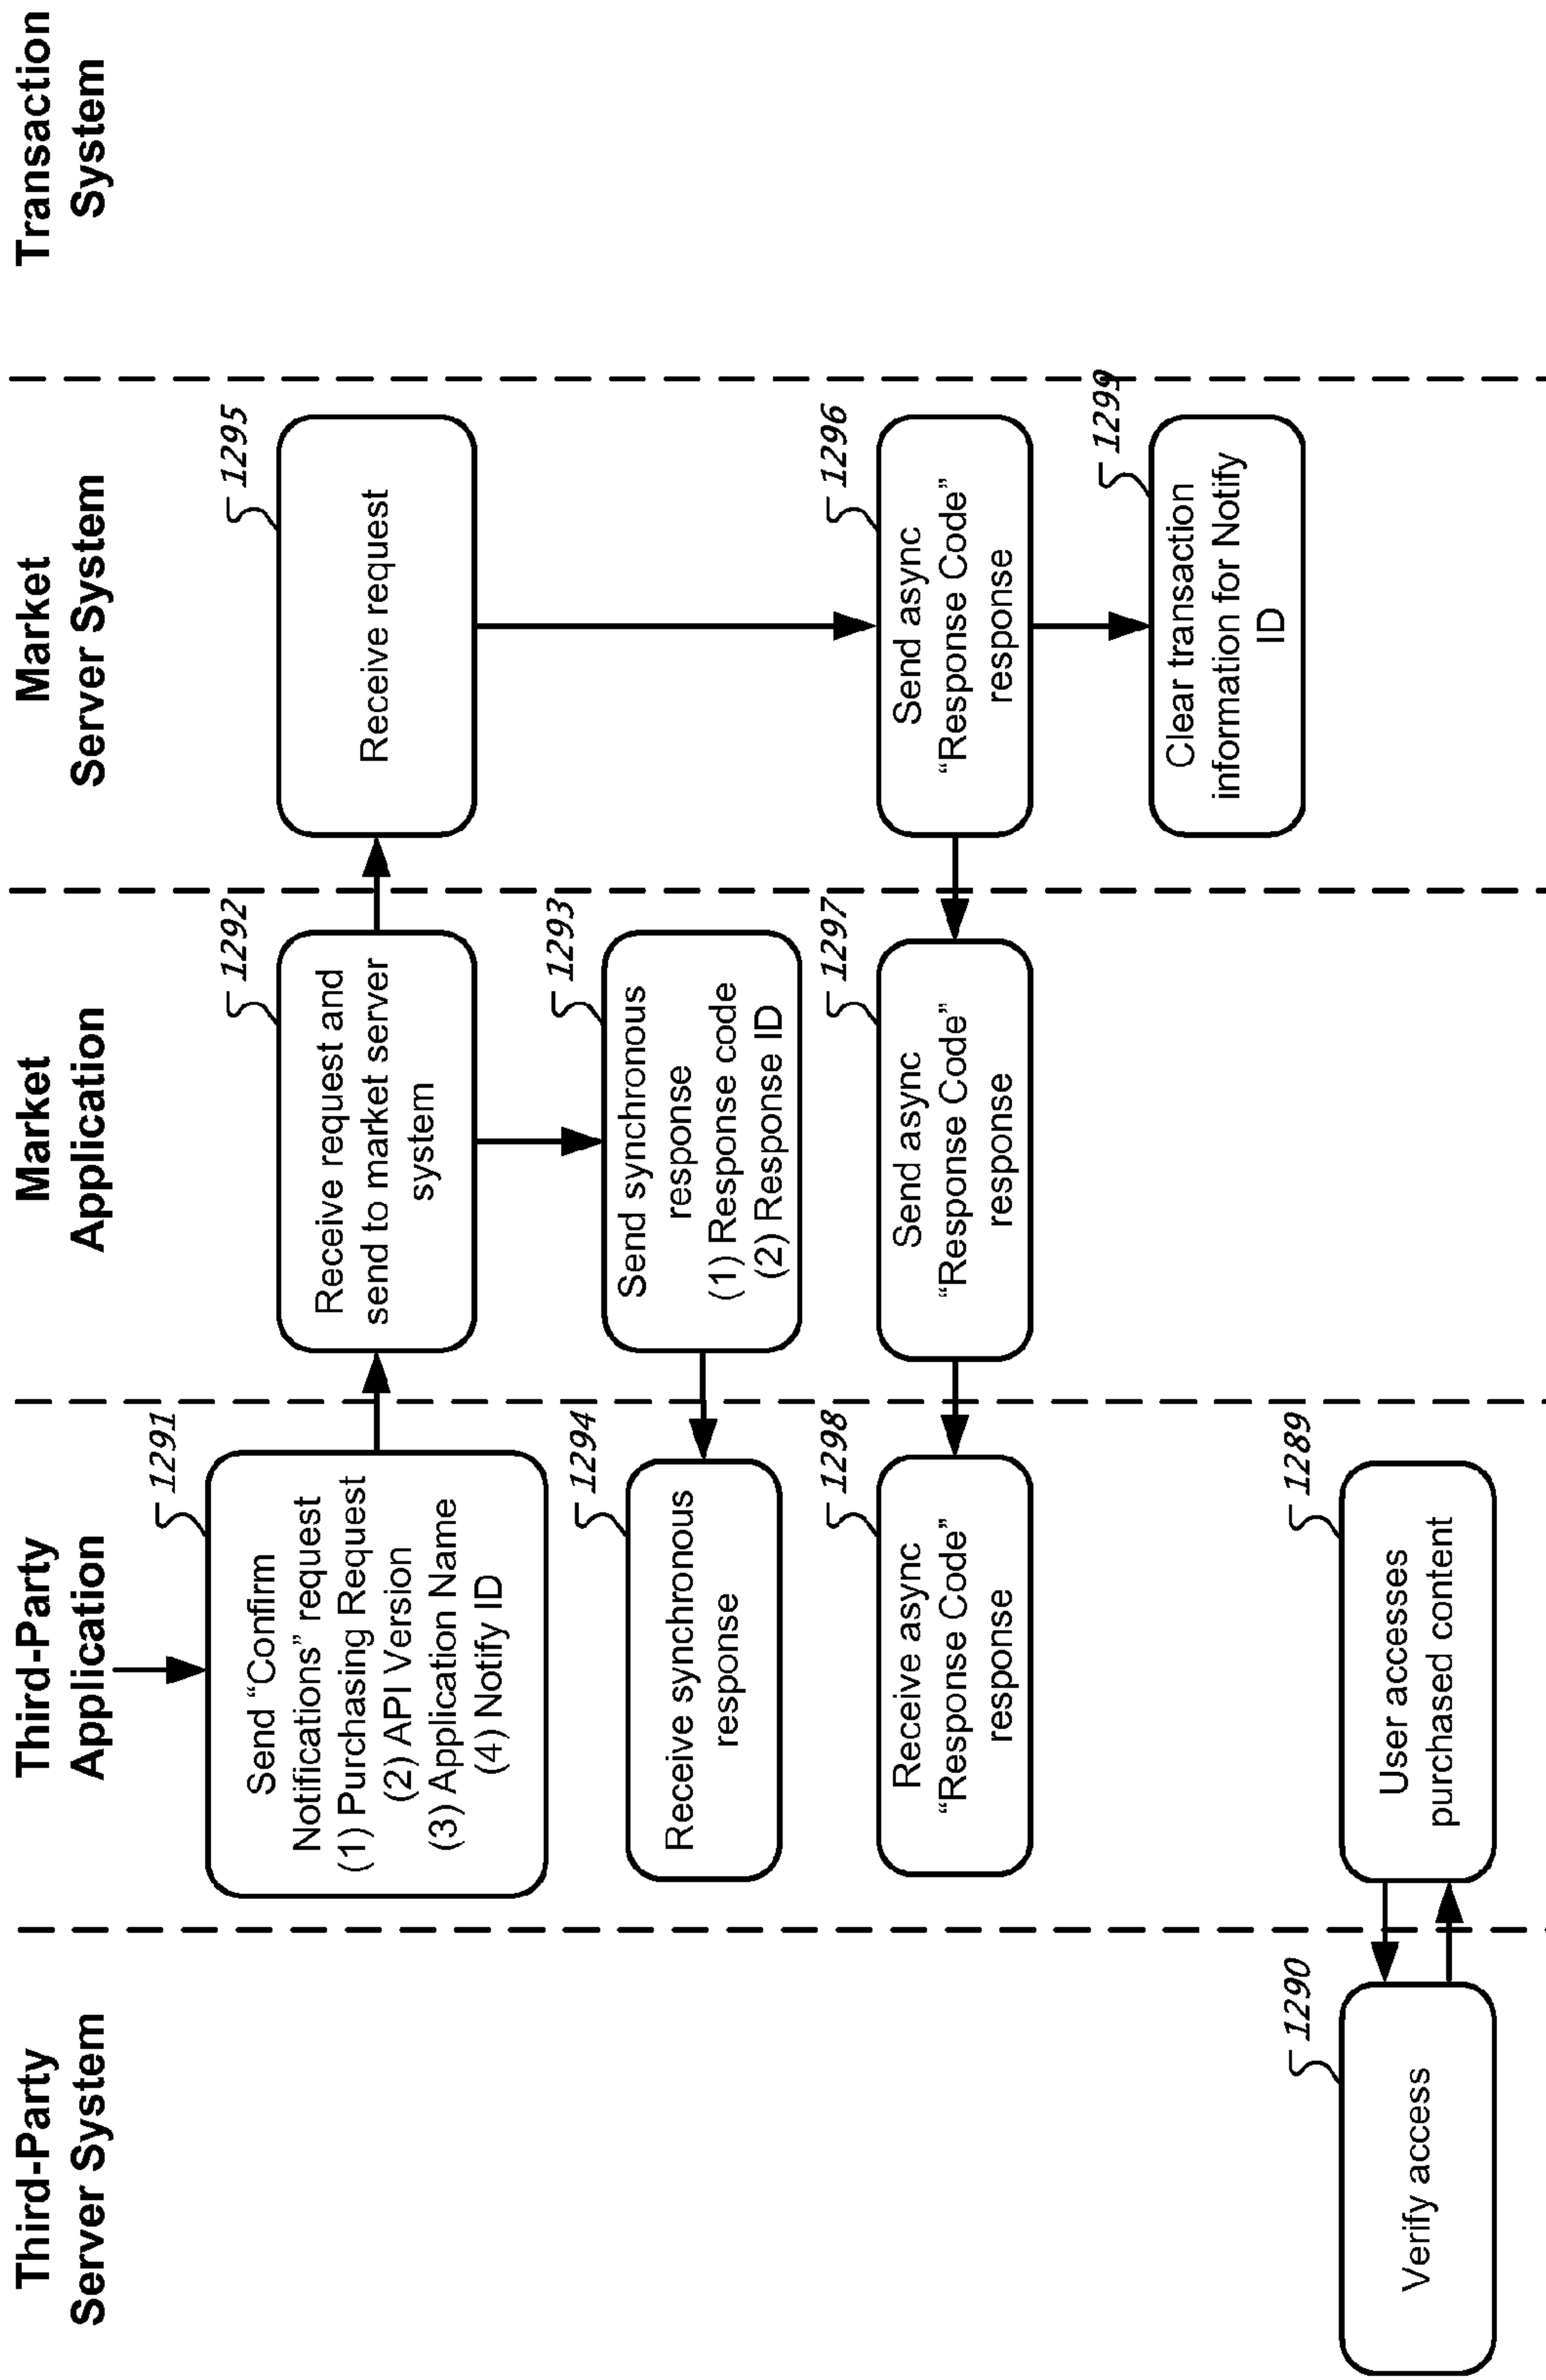 Third-Party
Server System
Third-Party
Application
Market
Application
Market
Server System
Transaction
System
1291
Send “Confirm
Notifications” request
(1) Purchasing Request
(2) API Version
(3) Application Name
(4) Notify ID
1292
Receive request and
send to market server
system
1295
Receive request
1294
Receive synchronous
response
1293
Send synchronous
response
(1) Response code
(2) Response ID
1298
Receive async
“Response Code”
response
1297
Send async
“Response Code”
response
1296
Send async
“Response Code”
response
1299
Clear transaction
information for Notify
ID
1290
Verify access
1289
User accesses
purchased content